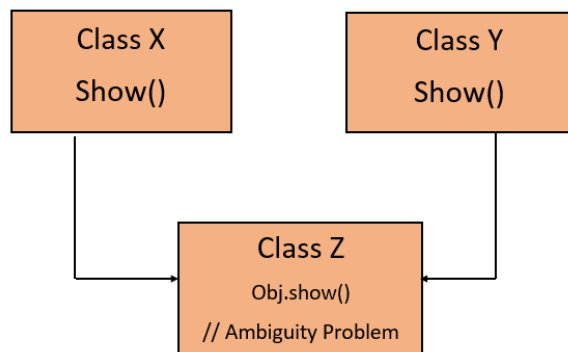 Class X
Show()
Class Y
Show()
Class Z
Obj.show()
// Ambiguity Problem